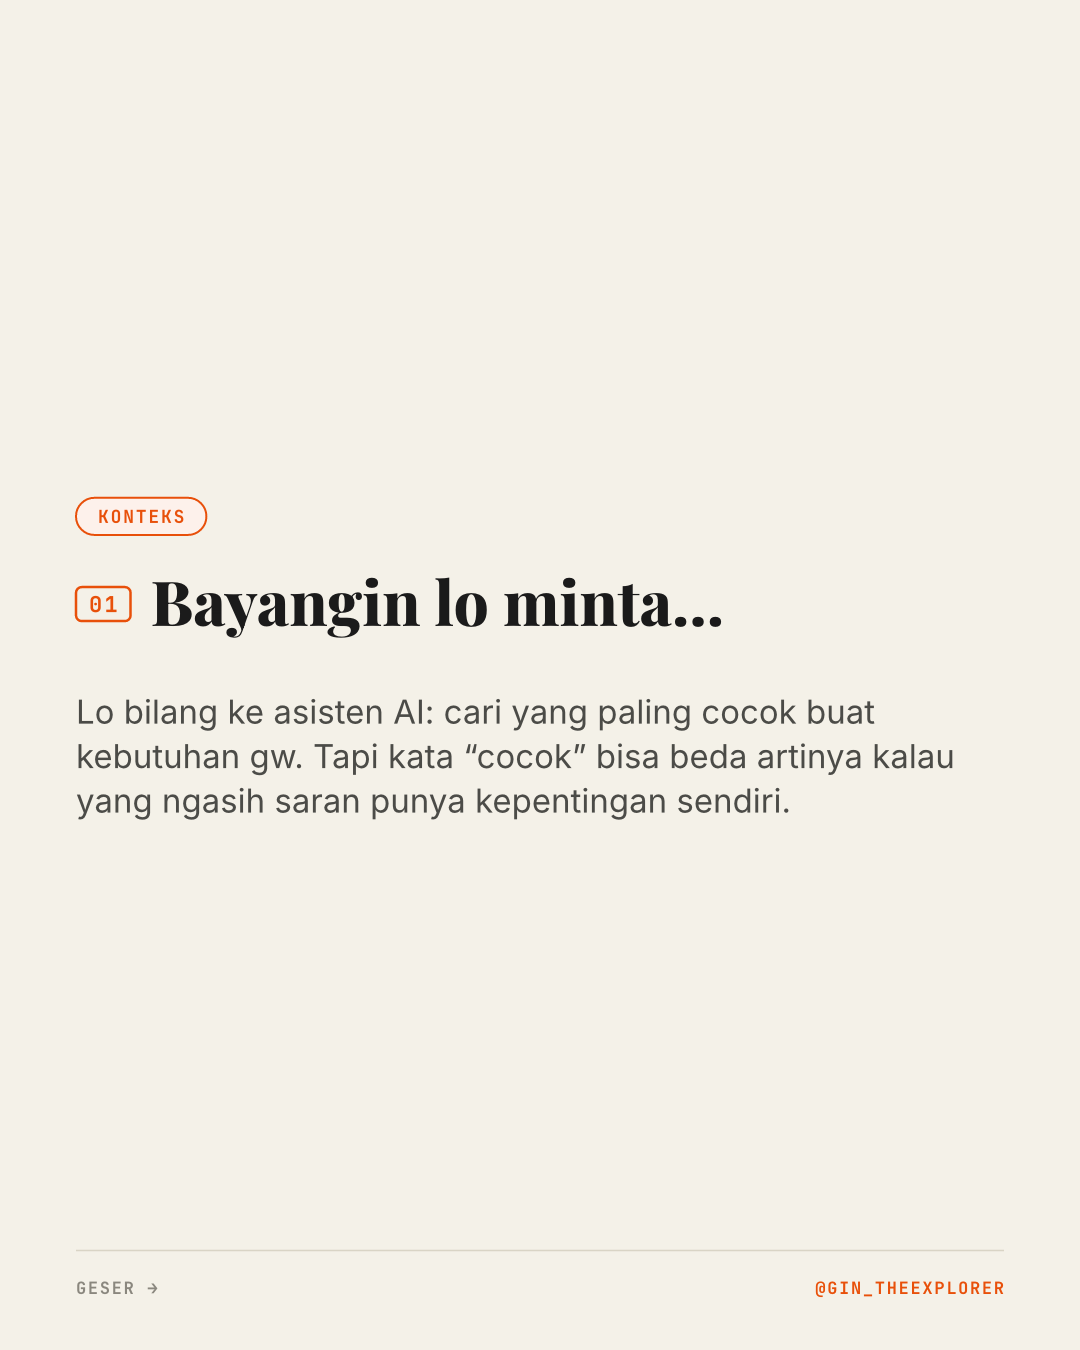 KONTEKS
01 Bayangin lo minta...
Lo bilang ke asisten AI: cari yang paling cocok buat
kebutuhan gw. Tapi kata “cocok” bisa beda artinya kalau
yang ngasih saran punya kepentingan sendiri.
GESER → @GIN_THEEXPLORER